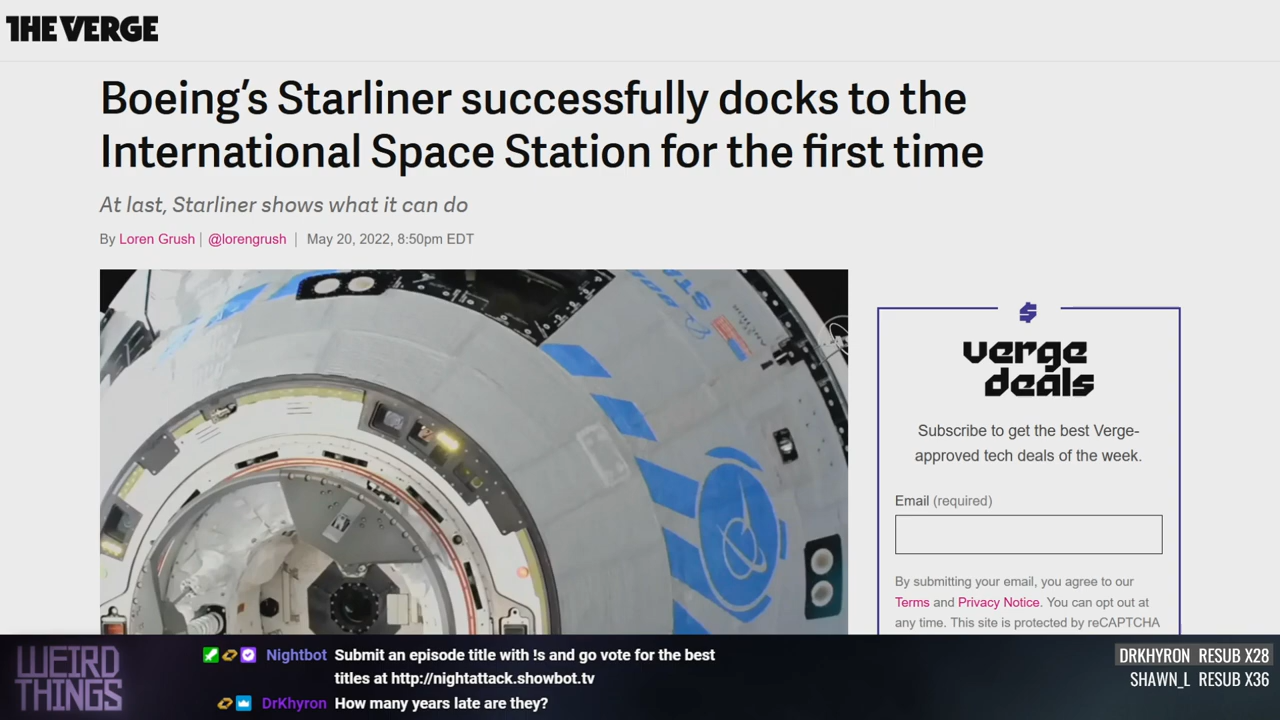 THE VERGE
Boeing's Starliner successfully docks to the
International Space Station for the first time
At last, Starliner shows what it can do
By Loren Grush | @lorengrush | May 20, 2022, 8:50pm EDT
$
verge
deals
Subscribe to get the best Verge-
approved tech deals of the week.
Email (required)
By submitting your email, you agree to our
Terms and Privacy Notice. You can opt out at
any time. This site is protected by reCAPTCHA
WEIRD
THINGS
Nightbot Submit an episode title with !s and go vote for the best
titles at http://nightattack.showbot.tv
DrKhyron How many years late are they?
DRKHYRON RESUB X28
SHAWN_L RESUB X36